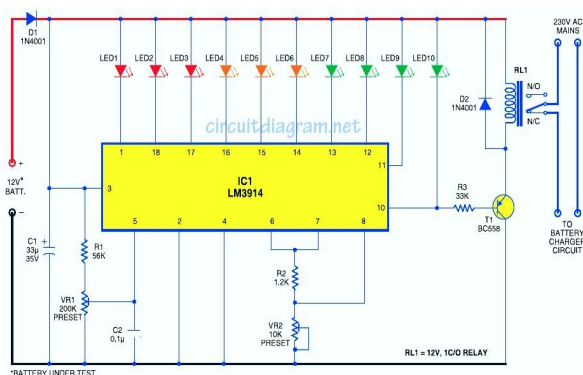 D1
1N4001
LED1 LED2 LED3 LED4 LED5 LED6 LED7 LED8 LED9 LED10
230V AC
MAINS
RL1
N/O
N/C
D2
1N4001
circuitdiagram.net
1 18 17 16 15 14 13 12
11
IC1
LM3914
3
10
5 2 4 6 7 8
+
12V*
BATT.
–
R3
33K
T1
BC558
TO
BATTERY
CHARGER
CIRCUIT
C1 +
33µ
35V
R1
56K
VR1
200K
PRESET
C2
0,1µ
R2
1.2K
VR2
10K
PRESET
RL1 = 12V, 1C/O RELAY
*BATTERY UNDER TEST